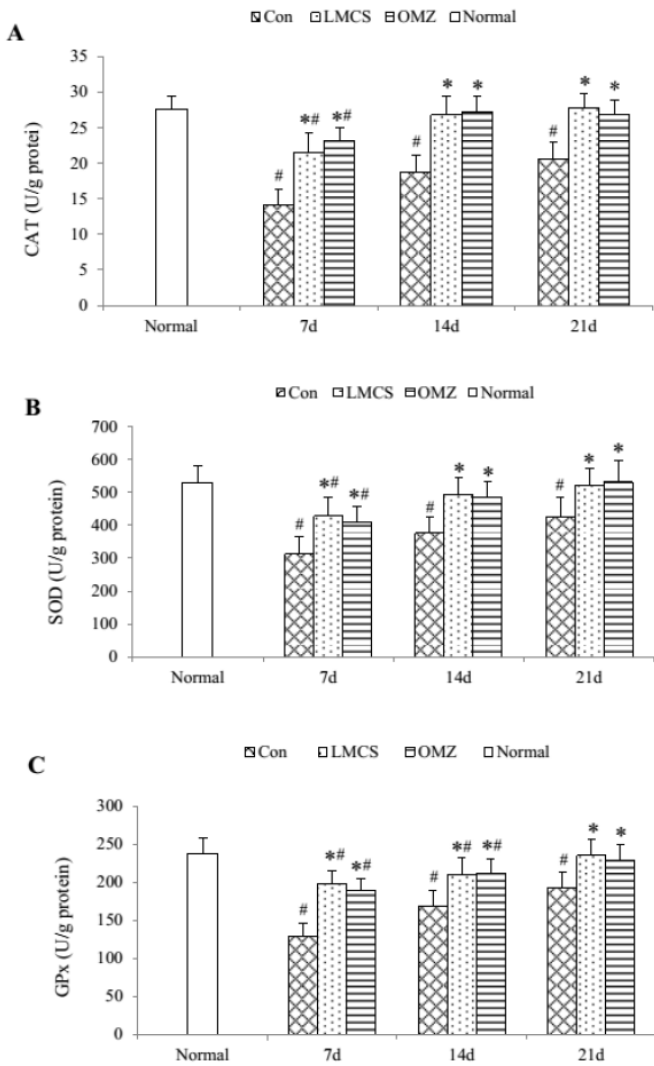 Con LMCS OMZ Normal
A
35
30
25
20
15
10
5
0
CAT (U/g protei)
# *# *# # * * # * *
Normal 7d 14d 21d
Con LMCS OMZ Normal
B
700
600
500
400
300
200
100
0
SOD (U/g protein)
# *# *# # * * # * *
Normal 7d 14d 21d
Con LMCS OMZ Normal
C
300
250
200
150
100
50
0
GPx (U/g protein)
# *# *# # *# *# # * *
Normal 7d 14d 21d